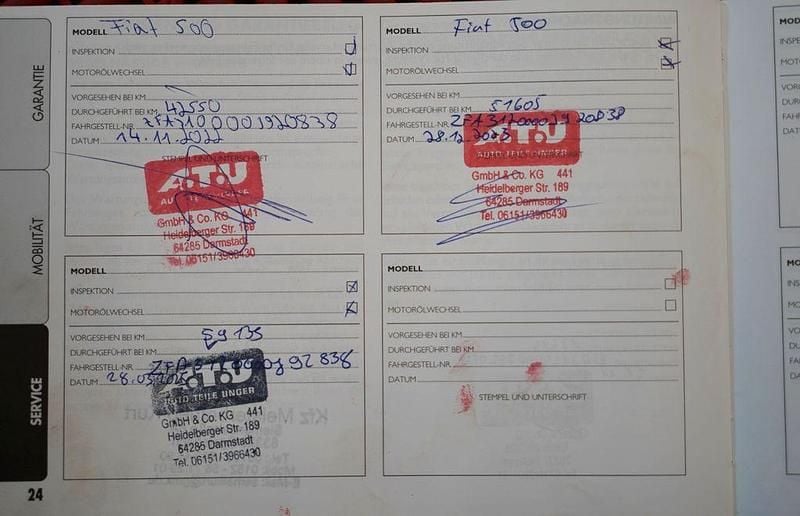 GARANTIE
MOBILITÄT
SERVICE
24
MODELL Fiat 500
INSPEKTION
MOTORÖLWECHSEL
VORGESEHEN BEI KM
DURCHGEFÜHRT BEI KM 42550
FAHRGESTELL-NR.
DATUM 14.11.2022
STEMPEL UND UNTERSCHRIFT
A.T.U
GmbH & Co. KG 441
Heidelberger Str. 189
64285 Darmstadt
Tel. 06151/3966430
MODELL Fiat 500
INSPEKTION
MOTORÖLWECHSEL
VORGESEHEN BEI KM
DURCHGEFÜHRT BEI KM 51605
FAHRGESTELL-NR.
DATUM 28.12.2023
A.T.U
AUTO TEILE UNGER
GmbH & Co. KG 441
Heidelberger Str. 189
64285 Darmstadt
Tel. 06151/3966430
MODELL
INSPEKTION
MOTORÖLWECHSEL
VORGESEHEN BEI KM 59135
DURCHGEFÜHRT BEI KM
FAHRGESTELL-NR.
DATUM
A.T.U
AUTO TEILE UNGER
GmbH & Co. KG 441
Heidelberger Str. 189
64285 Darmstadt
Tel. 06151/3966430
MODELL
INSPEKTION
MOTORÖLWECHSEL
VORGESEHEN BEI KM
DURCHGEFÜHRT BEI KM
FAHRGESTELL-NR.
DATUM
STEMPEL UND UNTERSCHRIFT